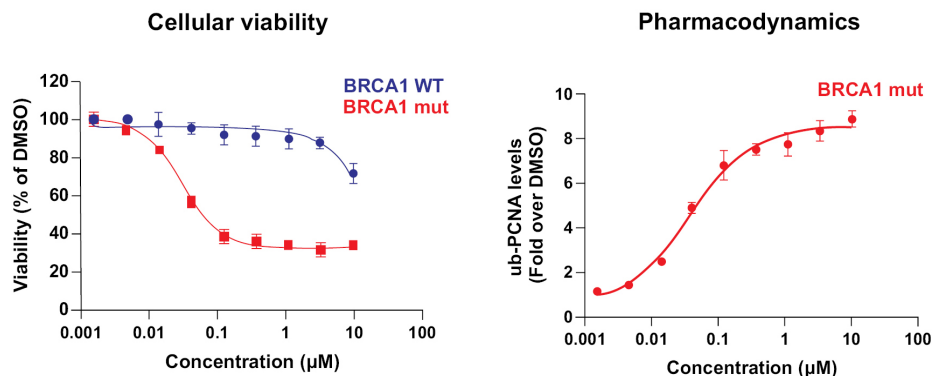 Cellular viability
BRCA1 WT
BRCA1 mut
Viability (% of DMSO)
120
100
80
60
40
20
0
0.001
0.01
0.1
1
10
100
Concentration (µM)
Pharmacodynamics
BRCA1 mut
ub-PCNA levels
(Fold over DMSO)
10
8
6
4
2
0
0.001
0.01
0.1
1
10
100
Concentration (µM)